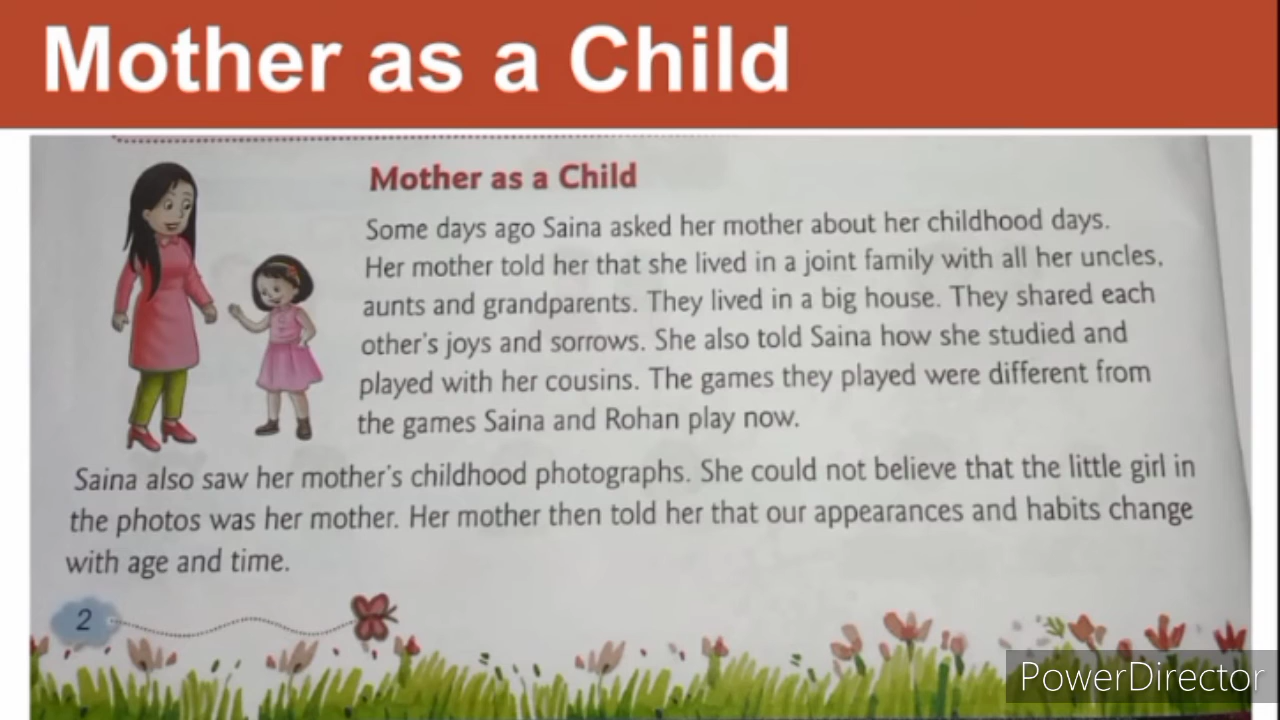 Mother as a Child
Mother as a Child
Some days ago Saina asked her mother about her childhood days.
Her mother told her that she lived in a joint family with all her uncles,
aunts and grandparents. They lived in a big house. They shared each
other's joys and sorrows. She also told Saina how she studied and
played with her cousins. The games they played were different from
the games Saina and Rohan play now.
Saina also saw her mother's childhood photographs. She could not believe that the little girl in
the photos was her mother. Her mother then told her that our appearances and habits change
with age and time.
2
PowerDirector